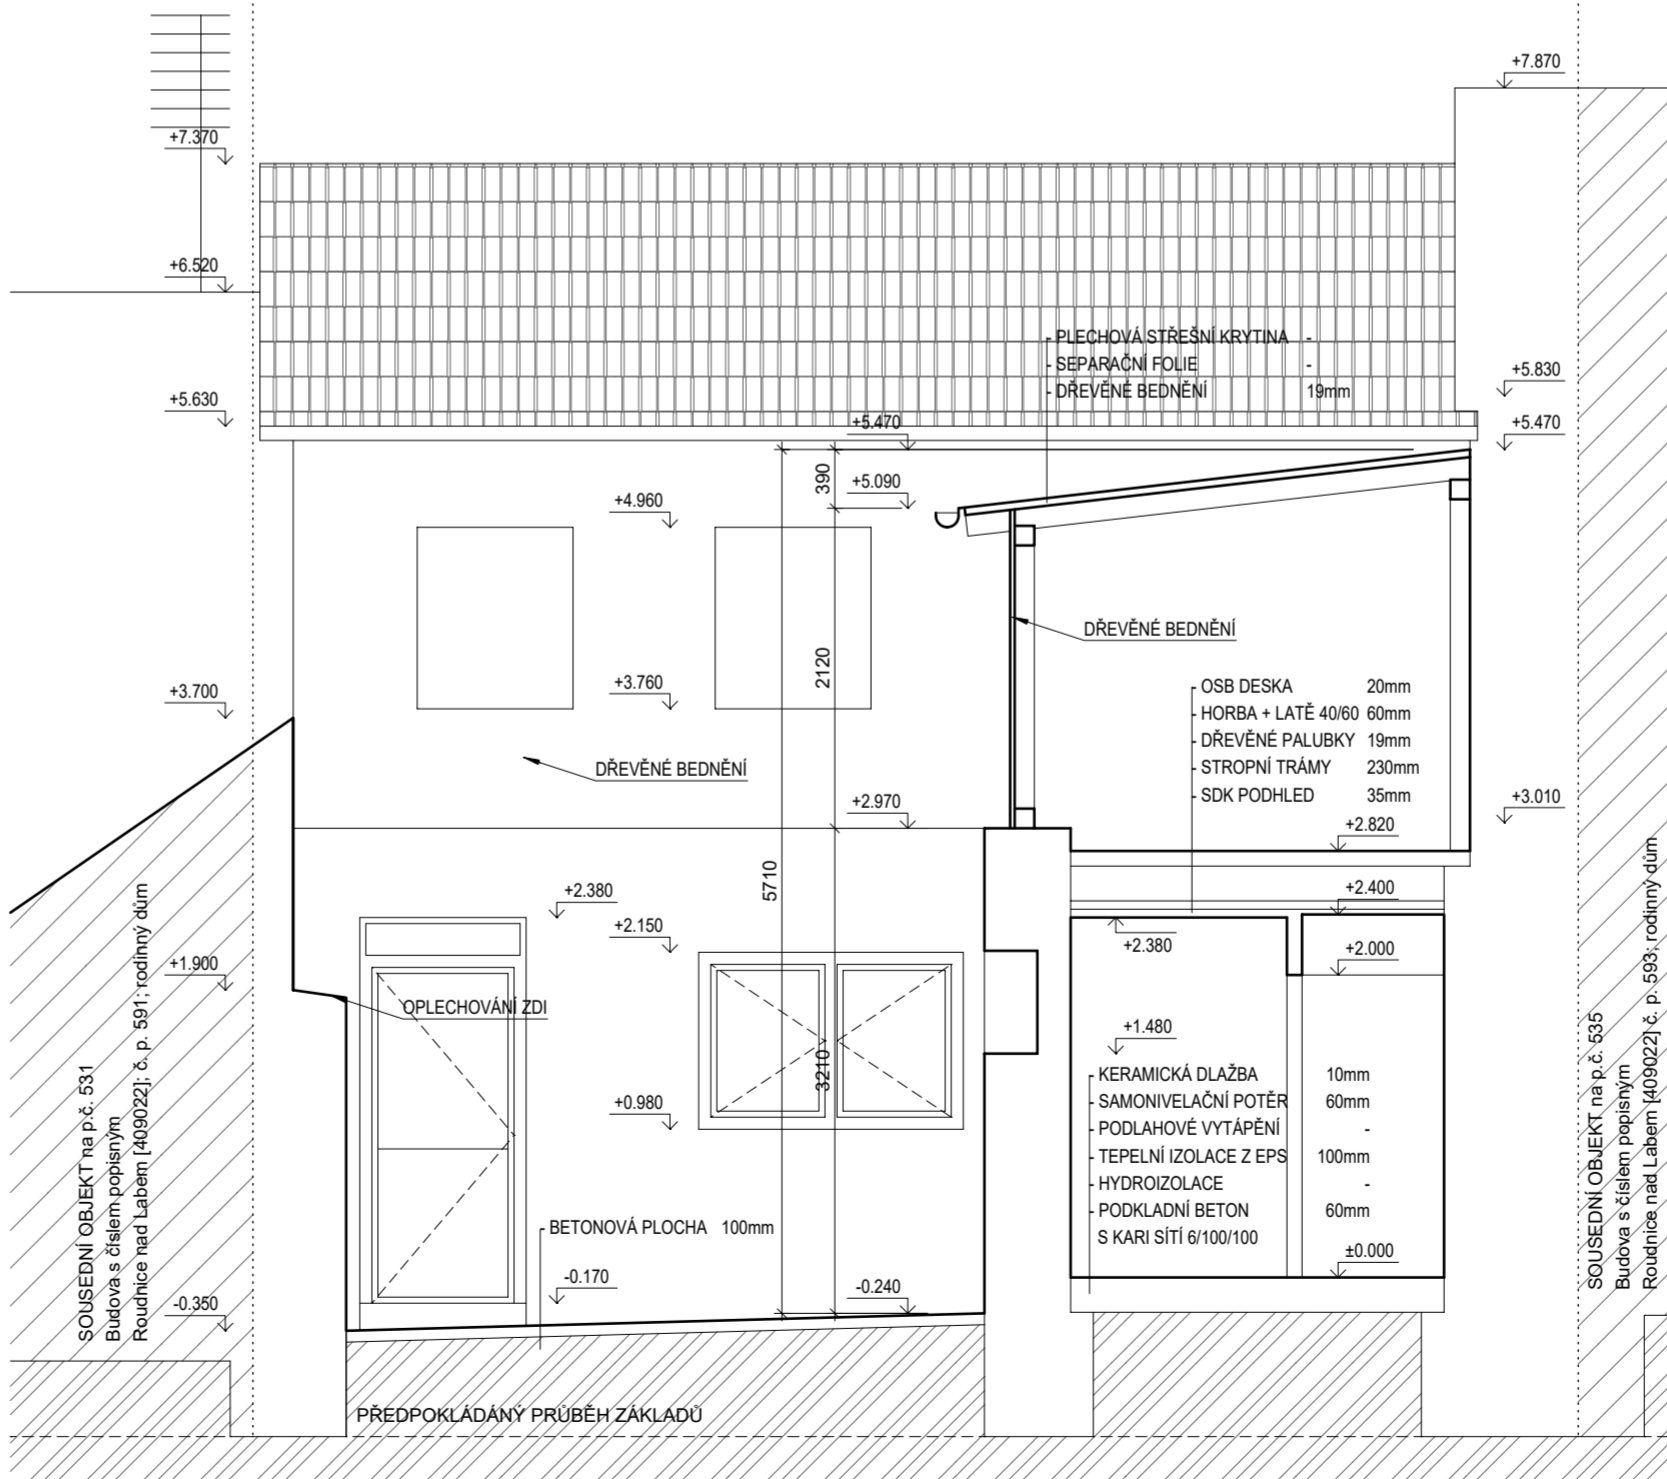 +7.870
+7.370
+6.520
- PLECHOVÁ STŘEŠNÍ KRYTINA -
- SEPARAČNÍ FOLIE -
- DŘEVĚNÉ BEDNĚNÍ 19mm
+5.830
+5.630
+5.470
+5.470
390
+5.090
+4.960
DŘEVĚNÉ BEDNĚNÍ
2120
+3.760
+3.700
- OSB DESKA 20mm
- HORBA + LATĚ 40/60 60mm
- DŘEVĚNÉ PALUBKY 19mm
- STROPNÍ TRÁMY 230mm
- SDK PODHLED 35mm
DŘEVĚNÉ BEDNĚNÍ
+2.970
+3.010
+2.820
5710
+2.380
+2.400
+2.150
+2.380
+2.000
+1.900
OPLECHOVÁNÍ ZDI
+1.480
3210
+0.980
- KERAMICKÁ DLAŽBA 10mm
- SAMONIVELAČNÍ POTĚR 60mm
- PODLAHOVÉ VYTÁPĚNÍ -
- TEPELNÍ IZOLACE Z EPS 100mm
- HYDROIZOLACE -
- PODKLADNÍ BETON 60mm
S KARI SÍTÍ 6/100/100
- BETONOVÁ PLOCHA 100mm
±0.000
-0.170
-0.240
-0.350
PŘEDPOKLÁDANÝ PRŮBĚH ZÁKLADŮ
SOUSEDNÍ OBJEKT na p.č. 531
Budova s číslem popisným
Roudnice nad Labem [409022]; č. p. 591; rodinný dům
SOUSEDNÍ OBJEKT na p.č. 535
Budova s číslem popisným
Roudnice nad Labem [409022] č. p. 593; rodinný dům